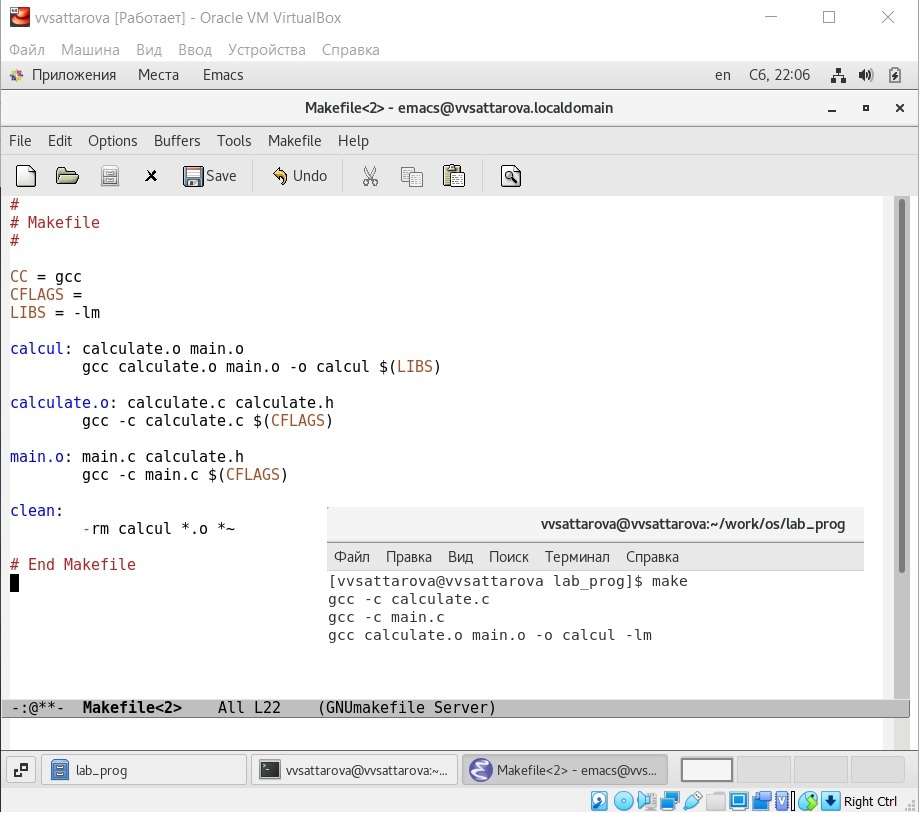 vvsattarova [Работает] - Oracle VM VirtualBox
Файл Машина Вид Ввод Устройства Справка
Приложения Места Emacs en Сб, 22:06
Makefile<2> - emacs@vvsattarova.localdomain
File Edit Options Buffers Tools Makefile Help
Save Undo
#
# Makefile
#
CC = gcc
CFLAGS =
LIBS = -lm
calcul: calculate.o main.o
gcc calculate.o main.o -o calcul $(LIBS)
calculate.o: calculate.c calculate.h
gcc -c calculate.c $(CFLAGS)
main.o: main.c calculate.h
gcc -c main.c $(CFLAGS)
clean:
-rm calcul *.o *~
# End Makefile
vvsattarova@vvsattarova:~/work/os/lab_prog
Файл Правка Вид Поиск Терминал Справка
[vvsattarova@vvsattarova lab_prog]$ make
gcc -c calculate.c
gcc -c main.c
gcc calculate.o main.o -o calcul -lm
-:@**- Makefile<2> All L22 (GNUmakefile Server)
lab_prog vvsattarova@vvsattarova:~... Makefile<2> - emacs@vvs...
Right Ctrl